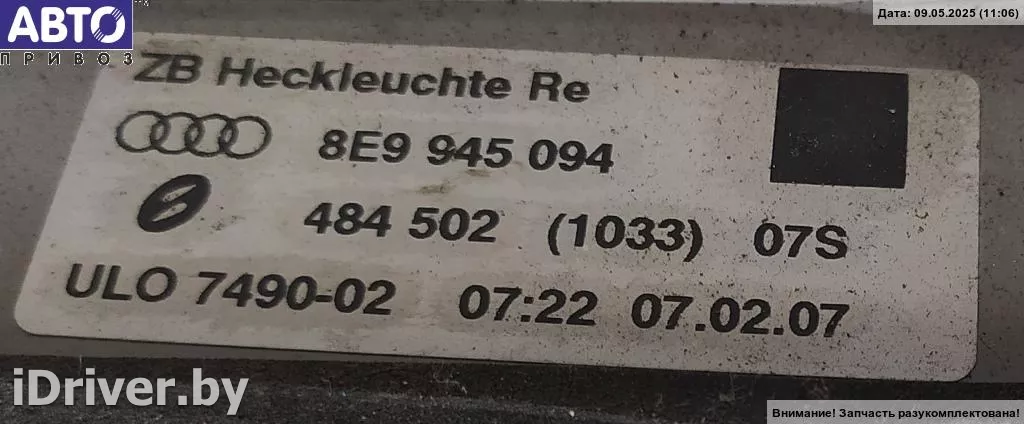 АВТО
ПРИВОЗ
™
Дата: 09.05.2025 (11:06)
ZB Heckleuchte Re
8E9 945 094
484 502 (1033) 07S
ULO 7490-02 07:22 07.02.07
iDriver.by
Внимание! Запчасть разукомплектована!